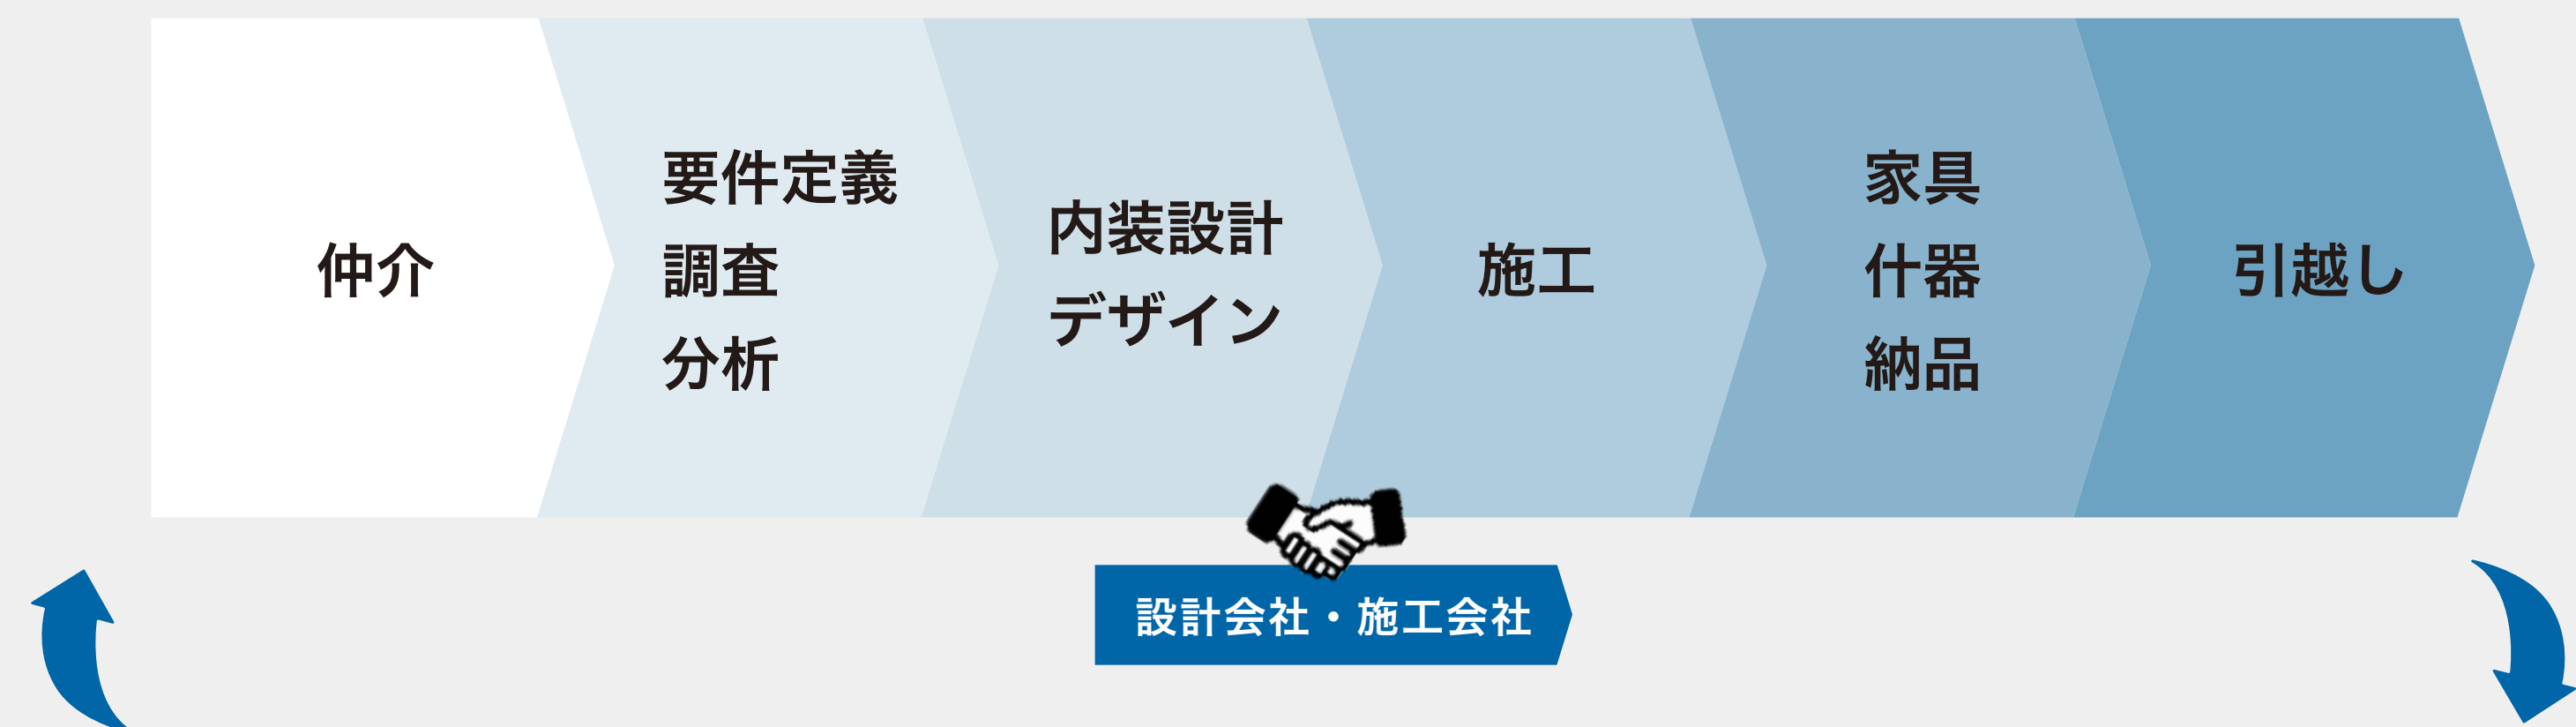 仲介
要件定義
調査
分析
内装設計
デザイン
施工
家具
什器
納品
引越し
設計会社・施工会社